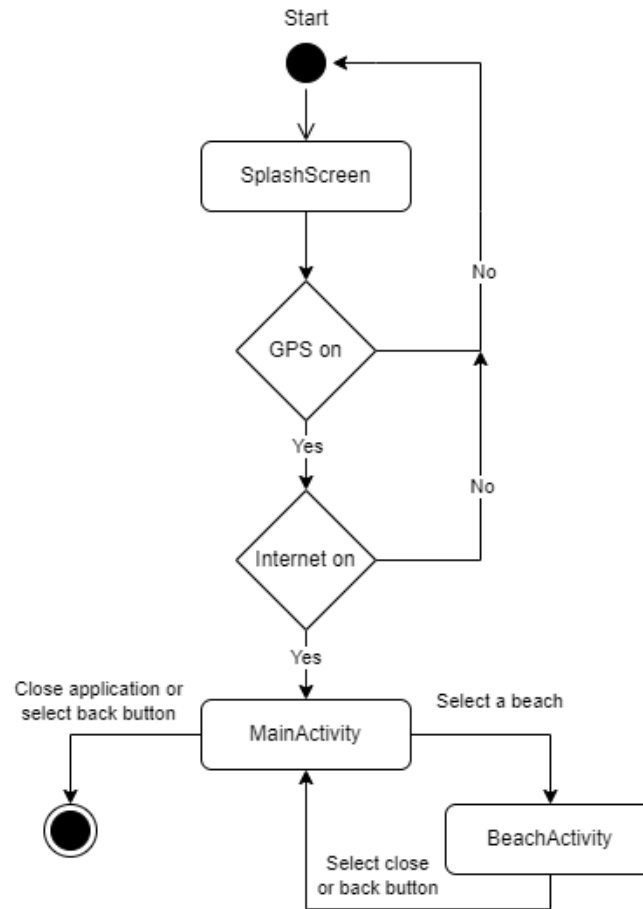 Start
SplashScreen
No
GPS on
Yes
No
Internet on
Yes
Close application or
select back button
Select a beach
MainActivity
BeachActivity
Select close
or back button